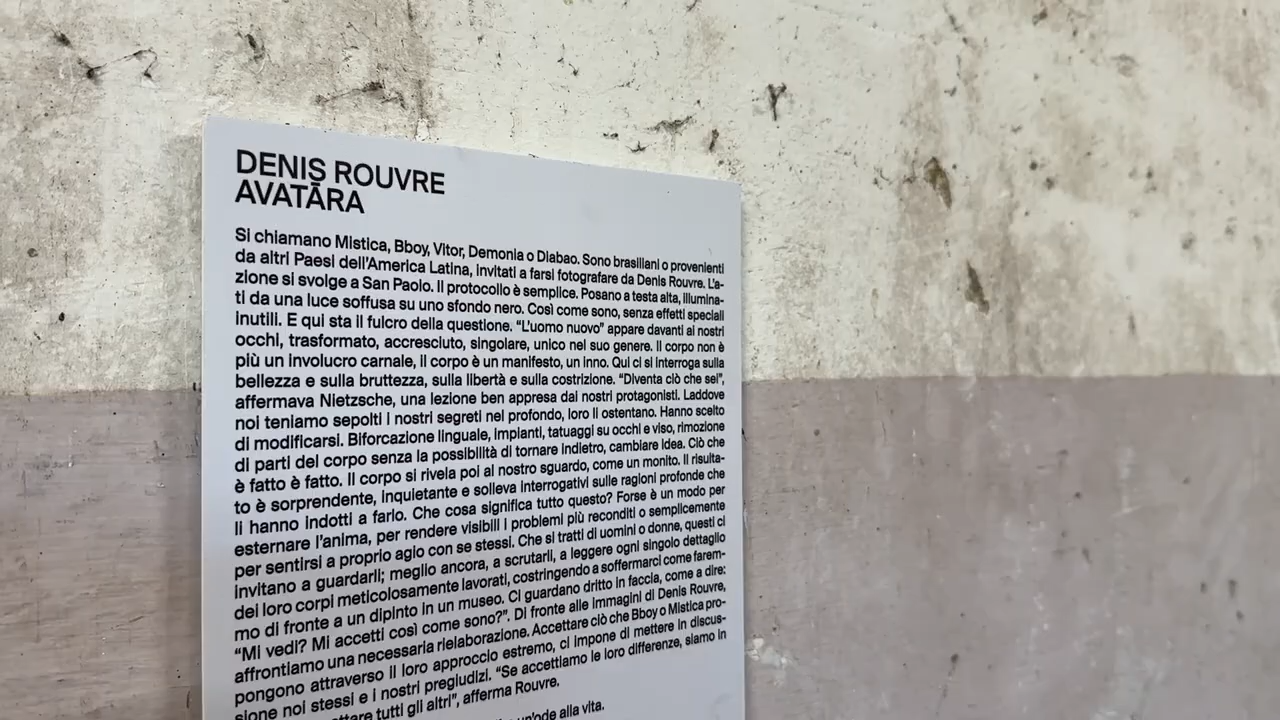 DENIS ROUVRE
AVATĀRA
Si chiamano Mistica, Bboy, Vitor, Demonia o Diabao. Sono brasiliani o provenienti
da altri Paesi dell'America Latina, invitati a farsi fotografare da Denis Rouvre. L'a-
zione si svolge a San Paolo. Il protocollo è semplice. Posano a testa alta, illumina-
ti da una luce soffusa su uno sfondo nero. Così come sono, senza effetti speciali
inutili. E qui sta il fulcro della questione. “L'uomo nuovo” appare davanti ai nostri
occhi, trasformato, accresciuto, singolare, unico nel suo genere. Il corpo non è
più un involucro carnale, il corpo è un manifesto, un inno. Qui ci si interroga sulla
bellezza e sulla bruttezza, sulla libertà e sulla costrizione. “Diventa ciò che sei”,
affermava Nietzsche, una lezione ben appresa dai nostri protagonisti. Laddove
noi teniamo sepolti i nostri segreti nel profondo, loro li ostentano. Hanno scelto
di modificarsi. Biforcazione linguale, impianti, tatuaggi su occhi e viso, rimozione
di parti del corpo senza la possibilità di tornare indietro, cambiare idea. Ciò che
è fatto è fatto. Il corpo si rivela poi al nostro sguardo, come un monito. Il risulta-
to è sorprendente, inquietante e solleva interrogativi sulle ragioni profonde che
li hanno indotti a farlo. Che cosa significa tutto questo? Forse è un modo per
esternare l'anima, per rendere visibili i problemi più reconditi o semplicemente
per sentirsi a proprio agio con se stessi. Che si tratti di uomini o donne, questi ci
invitano a guardarli; meglio ancora, a scrutarli, a leggere ogni singolo dettaglio
dei loro corpi meticolosamente lavorati, costringendo a soffermarci come farem-
mo di fronte a un dipinto in un museo. Ci guardano dritto in faccia, come a dire:
“Mi vedi? Mi accetti così come sono?”. Di fronte alle immagini di Denis Rouvre,
affrontiamo una necessaria rielaborazione. Accettare ciò che Bboy o Mistica pro-
pongono attraverso il loro approccio estremo, ci impone di mettere in discus-
sione noi stessi e i nostri pregiudizi. “Se accettiamo le loro differenze, siamo in
tutti gli altri”, afferma Rouvre.
un'ode alla vita.